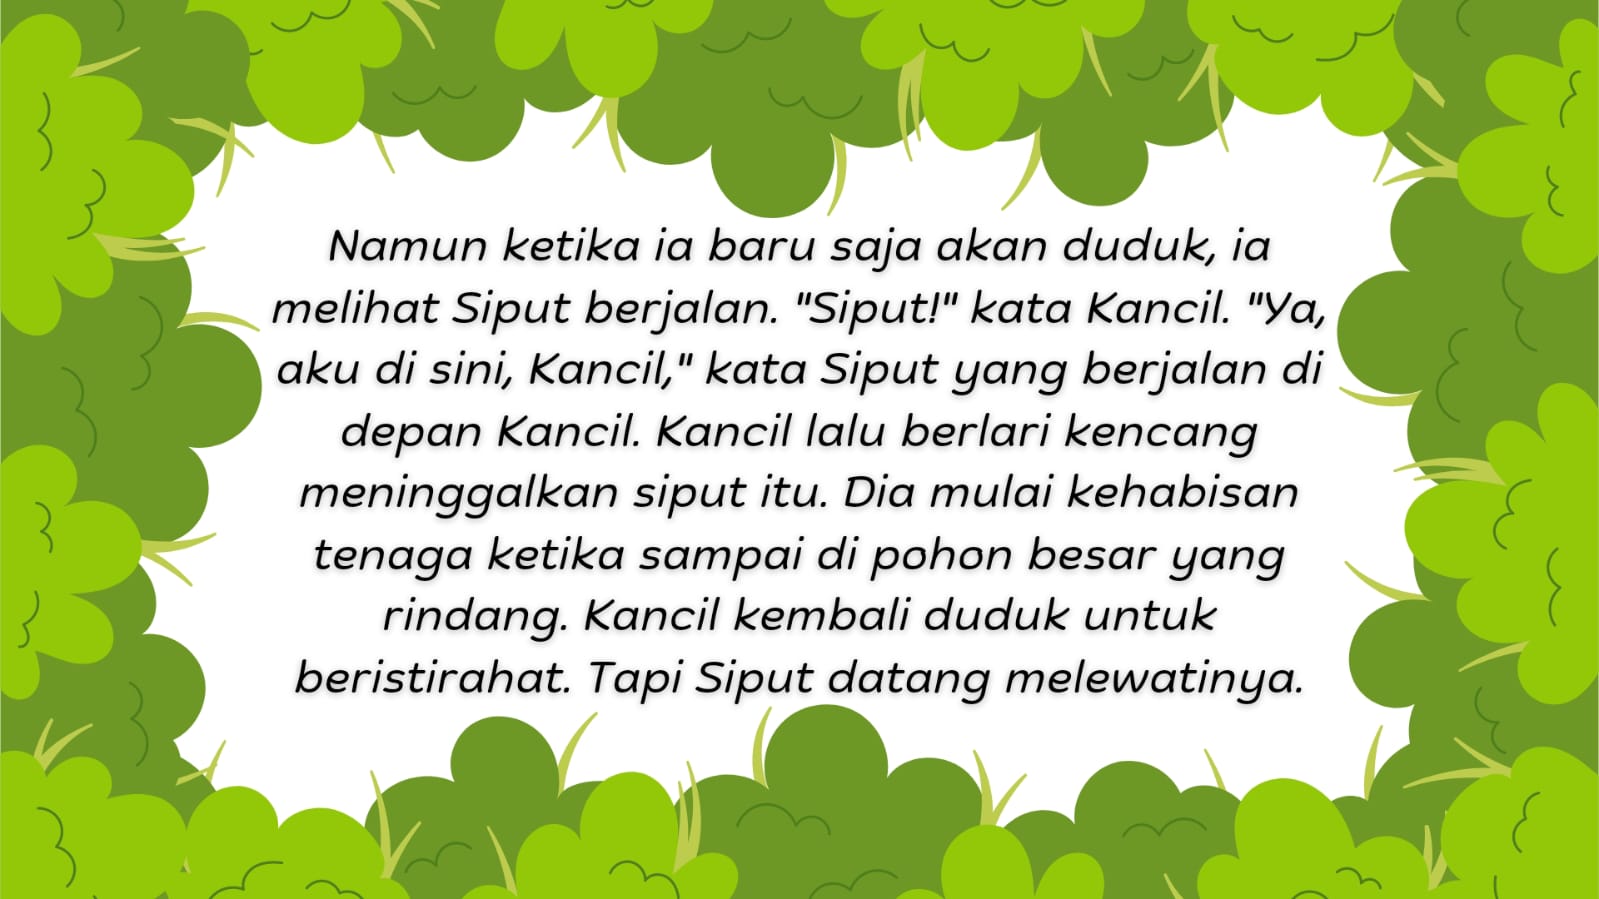 Namun ketika ia baru saja akan duduk, ia
melihat Siput berjalan. "Siput!" kata Kancil. "Ya,
aku di sini, Kancil," kata Siput yang berjalan di
depan Kancil. Kancil lalu berlari kencang
meninggalkan siput itu. Dia mulai kehabisan
tenaga ketika sampai di pohon besar yang
rindang. Kancil kembali duduk untuk
beristirahat. Tapi Siput datang melewatinya.